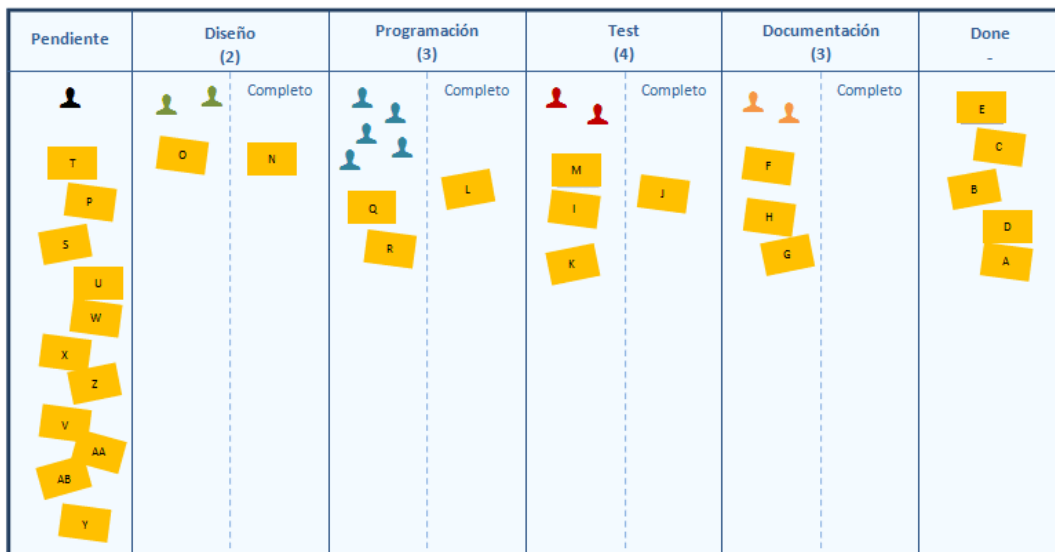 Pendiente
Diseño
(2)
Programación
(3)
Test
(4)
Documentación
(3)
Done
-
Completo
Completo
Completo
Completo
T
P
S
U
W
X
Z
V
AA
AB
Y
O
N
Q
R
L
M
I
K
J
F
H
G
E
C
B
D
A